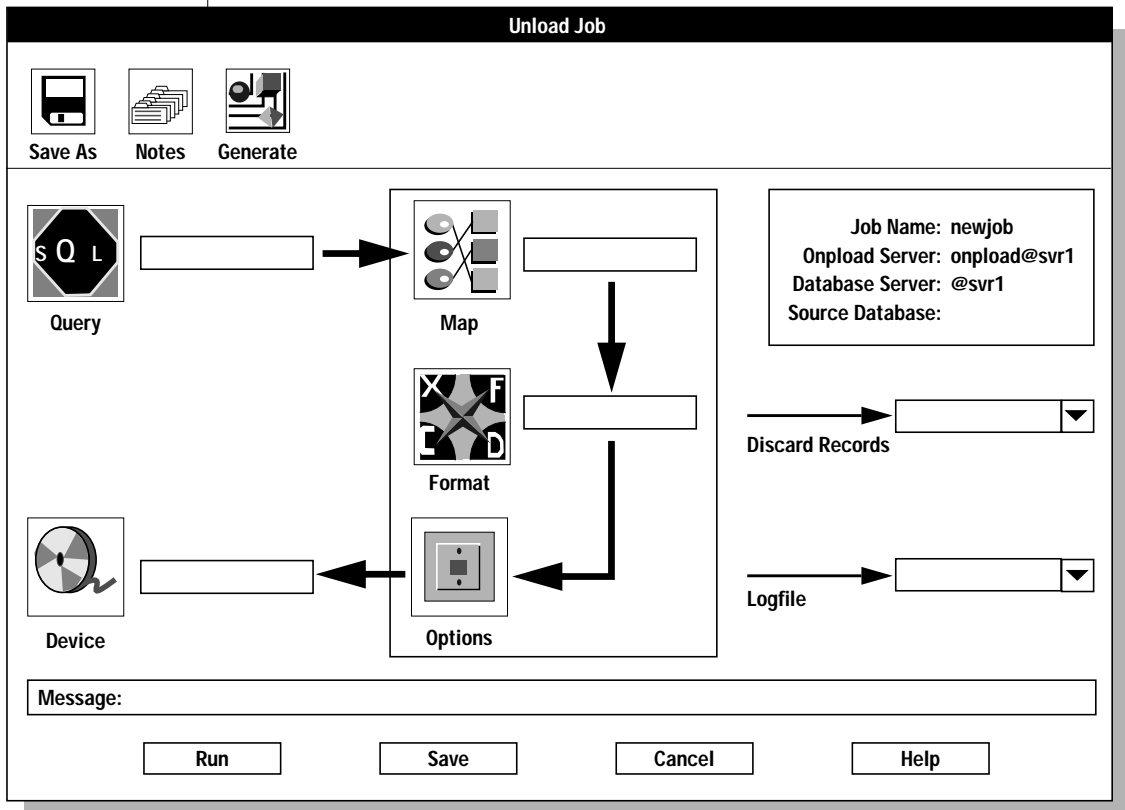 Unload Job
Save As
Notes
Generate
S Q L
Query
Map
Job Name: newjob
Onpload Server: onpload@svr1
Database Server: @svr1
Source Database:
X F
C D
Format
Discard Records
Device
Options
Logfile
Message:
Run
Save
Cancel
Help